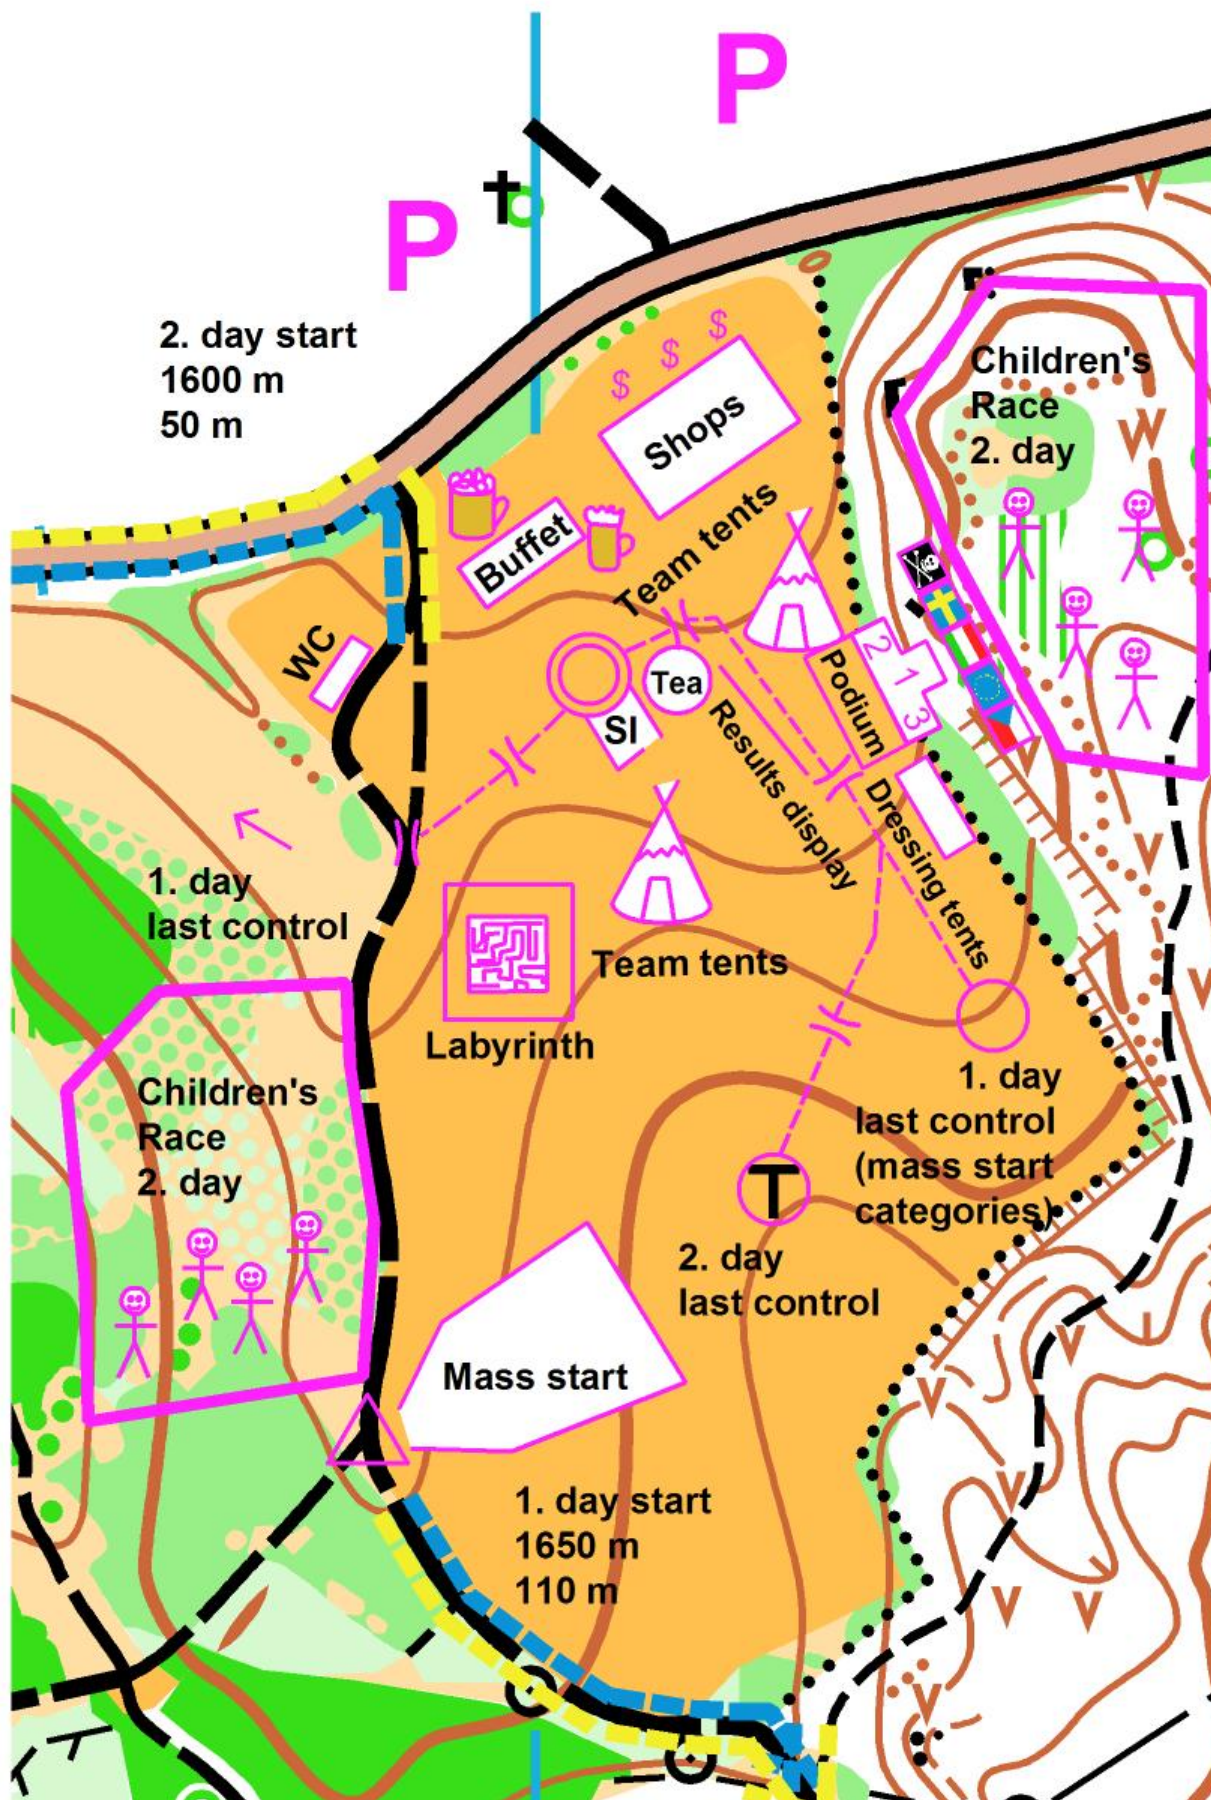 P
P
2. day start
1600 m
50 m
$ $ $
Shops
Children's
Race
2. day
Buffet
Team tents
WC
Tea
SI
2 1 3
Podium
Results display
Dressing tents
1. day
last control
Team tents
Labyrinth
1. day
last control
(mass start
categories)
Children's
Race
2. day
T
2. day
last control
Mass start
1. day start
1650 m
110 m